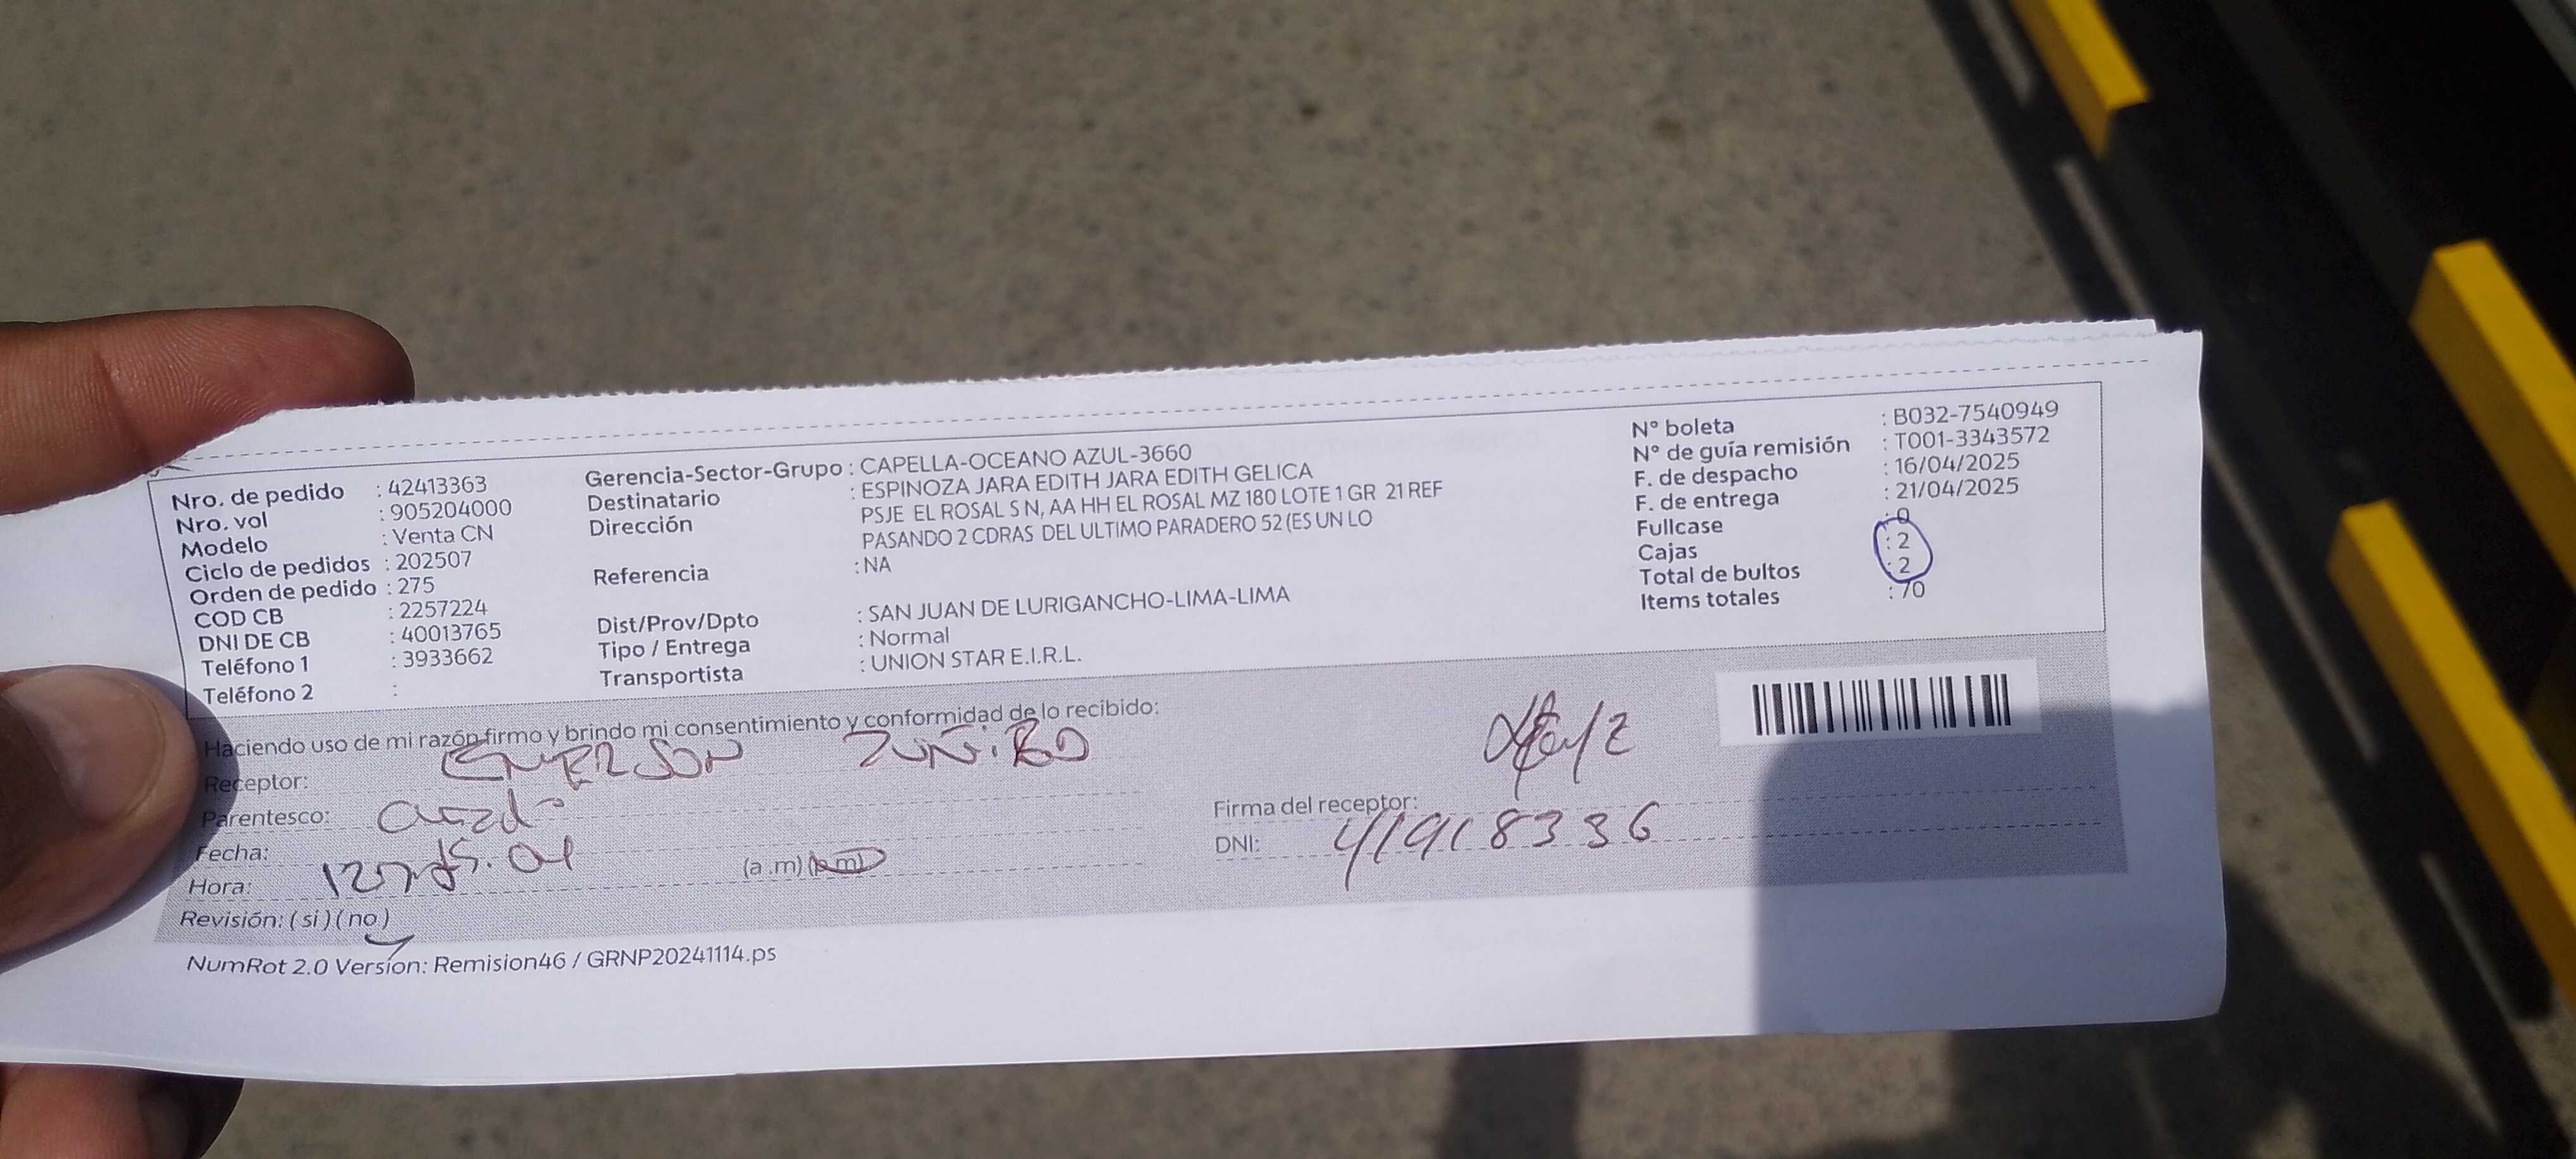 Nro. de pedido : 42413363
Nro. vol : 905204000
Modelo : Venta CN
Ciclo de pedidos : 202507
Orden de pedido : 275
COD CB : 2257224
DNI DE CB : 40013765
Teléfono 1 : 3933662
Teléfono 2 :
Gerencia-Sector-Grupo : CAPELLA-OCEANO AZUL-3660
Destinatario : ESPINOZA JARA EDITH JARA EDITH GELICA
Dirección PSJE EL ROSAL S N, AA HH EL ROSAL MZ 180 LOTE 1 GR 21 REF
PASANDO 2 CDRAS DEL ULTIMO PARADERO 52 (ES UN LO
Referencia : NA
Dist/Prov/Dpto : SAN JUAN DE LURIGANCHO-LIMA-LIMA
Tipo / Entrega : Normal
Transportista : UNION STAR E.I.R.L.
N° boleta : B032-7540949
N° de guía remisión : T001-3343572
F. de despacho : 16/04/2025
F. de entrega : 21/04/2025
Fullcase : 0
Cajas : 2
Total de bultos : 2
Items totales : 70
Haciendo uso de mi razón firmo y brindo mi consentimiento y conformidad de lo recibido:
Receptor: EMERSON
Parentesco:
Fecha:
Hora: (a.m) (p.m)
Revisión: (si) (no)
Firma del receptor:
DNI: 41918336
NumRot 2.0 Versíon: Remision46 / GRNP20241114.ps